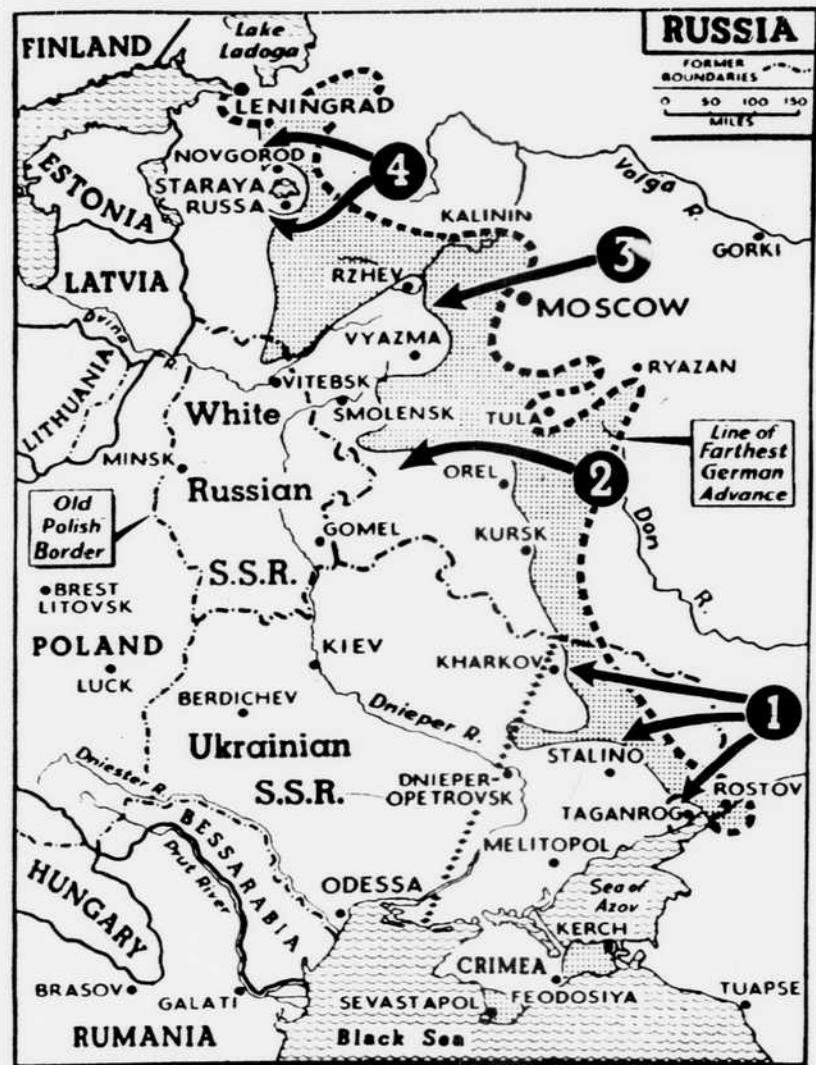 RUSSIA
FORMER
BOUNDARIES
0 50 100 150
MILES
FINLAND
Lake
Ladoga
LENINGRAD
NOVGOROD
STARAYA
RUSSA
4
ESTONIA
KALININ
Volga R.
GORKI
3
LATVIA
RZHEV
MOSCOW
Dvina R.
VYAZMA
RYAZAN
LITHUANIA
VITEBSK
White
SMOLENSK
TULA
Line of
Farthest
German
Advance
MINSK
Russian
OREL
2
Old
Polish
Border
GOMEL
KURSK
Don
R.
S.S.R.
BREST
LITOVSK
POLAND
KIEV
KHARKOV
LUCK
BERDICHEV
Dnieper R.
1
Ukrainian
STALINO
Dniester R.
S.S.R.
DNIEPER-
OPETROVSK
ROSTOV
TAGANROG
BESSARABIA
Prut River
MELITOPOL
HUNGARY
ODESSA
Sea of
Azov
KERCH
CRIMEA
BRASOV
GALATI
SEVASTAPOL
FEODOSIYA
TUAPSE
RUMANIA
Black Sea